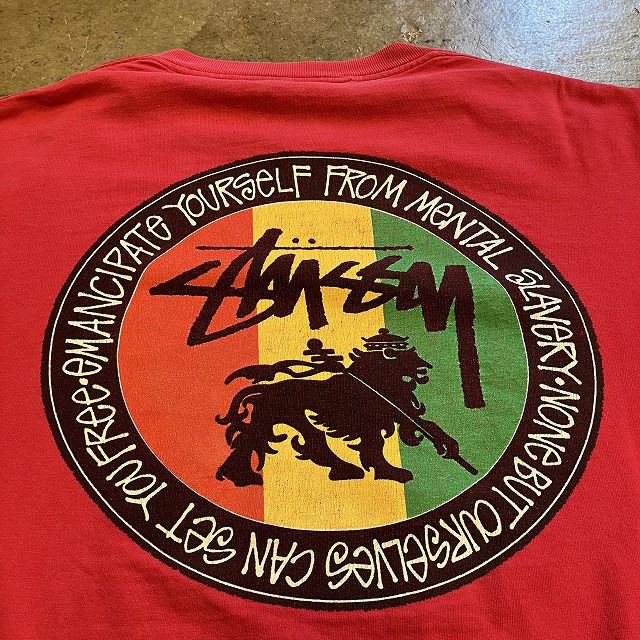 EMANCIPATE YOURSELF FROM MENTAL SLAVERY • NONE BUT OURSELVES CAN SET YOU FREE •
Stüssy